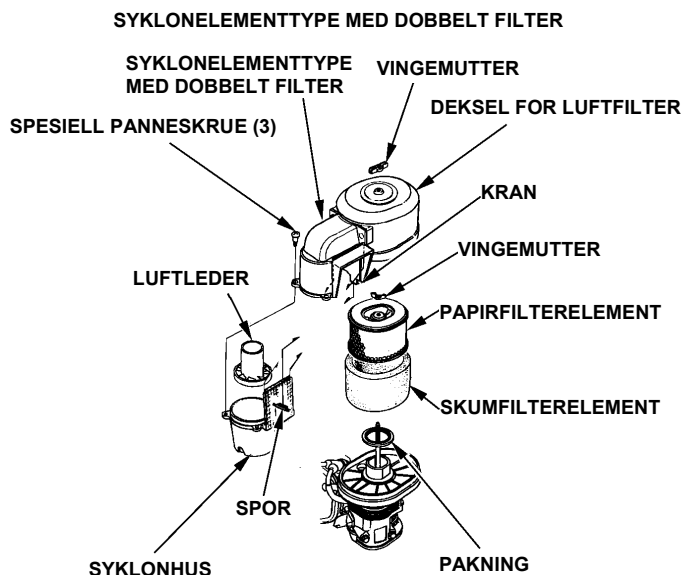 SYKLONELEMENTTYPE MED DOBBELT FILTER
SYKLONELEMENTTYPE
MED DOBBELT FILTER
VINGEMUTTER
DEKSEL FOR LUFTFILTER
SPESIELL PANNESKRUE (3)
KRAN
VINGEMUTTER
LUFTLEDER
PAPIRFILTERELEMENT
SKUMFILTERELEMENT
SPOR
SYKLONHUS
PAKNING